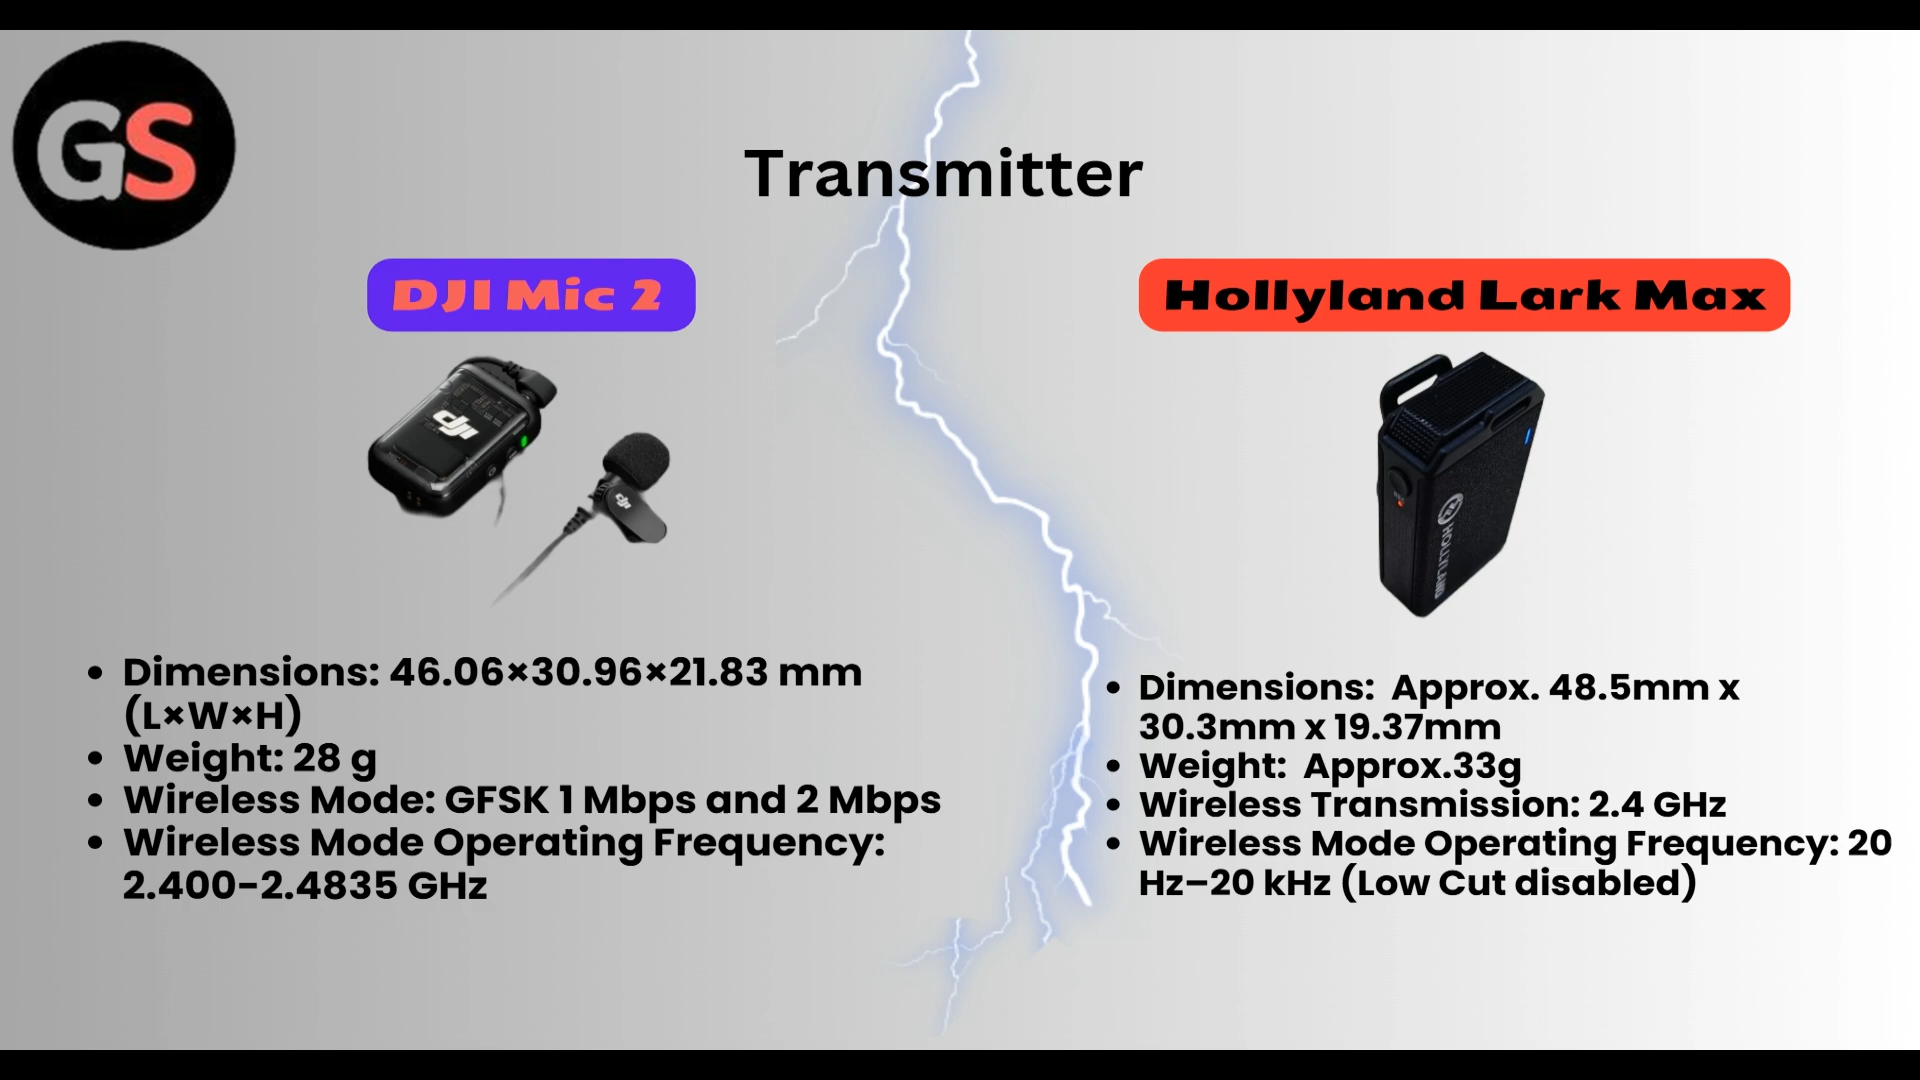 GS
Transmitter
DJI Mic 2
Hollyland Lark Max
dji
dji
HOLLYLAND
Dimensions: 46.06×30.96×21.83 mm
(L×W×H)
Weight: 28 g
Wireless Mode: GFSK 1 Mbps and 2 Mbps
Wireless Mode Operating Frequency:
2.400-2.4835 GHz
Dimensions: Approx. 48.5mm x
30.3mm x 19.37mm
Weight: Approx.33g
Wireless Transmission: 2.4 GHz
Wireless Mode Operating Frequency: 20
Hz–20 kHz (Low Cut disabled)